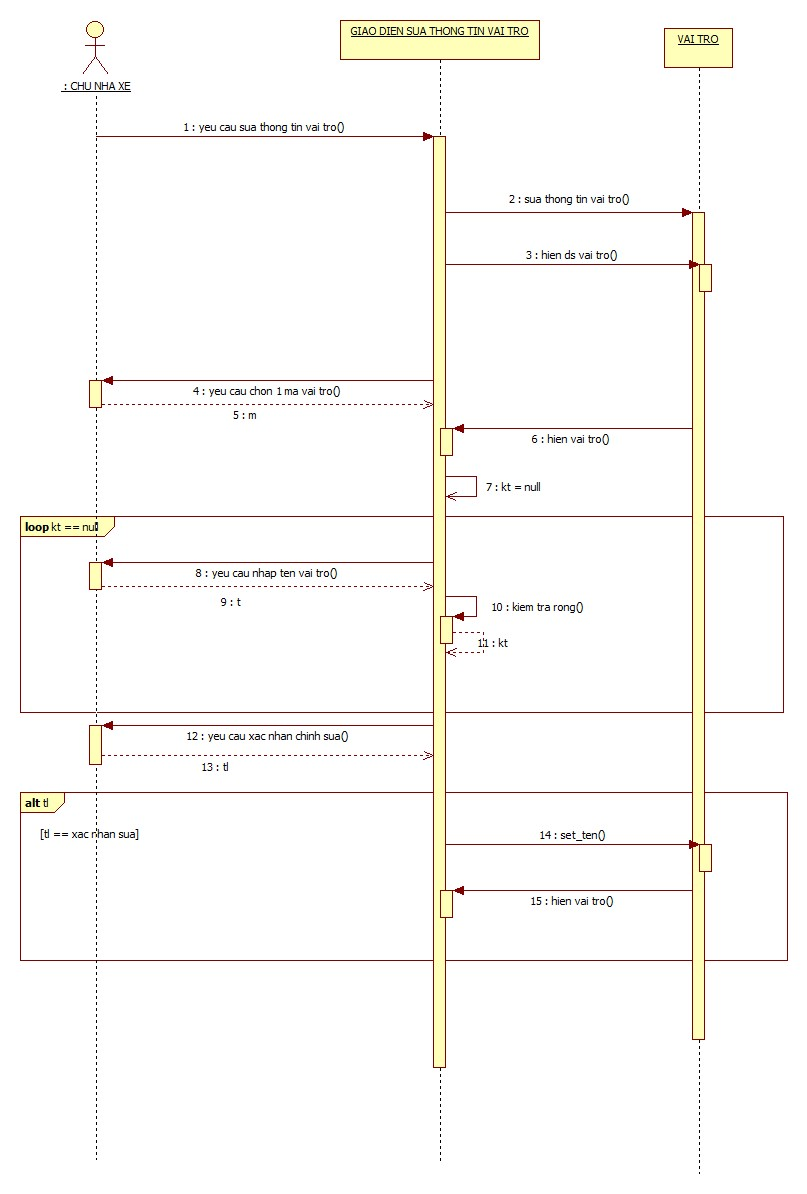 GIAO DIEN SUA THONG TIN VAI TRO
VAI TRO
: CHU NHA XE
1 : yeu cau sua thong tin vai tro()
2 : sua thong tin vai tro()
3 : hien ds vai tro()
4 : yeu cau chon 1 ma vai tro()
5 : m
6 : hien vai tro()
7 : kt = null
loop kt == null
8 : yeu cau nhap ten vai tro()
9 : t
10 : kiem tra rong()
11 : kt
12 : yeu cau xac nhan chinh sua()
13 : tl
alt tl
[tl == xac nhan sua]
14 : set_ten()
15 : hien vai tro()